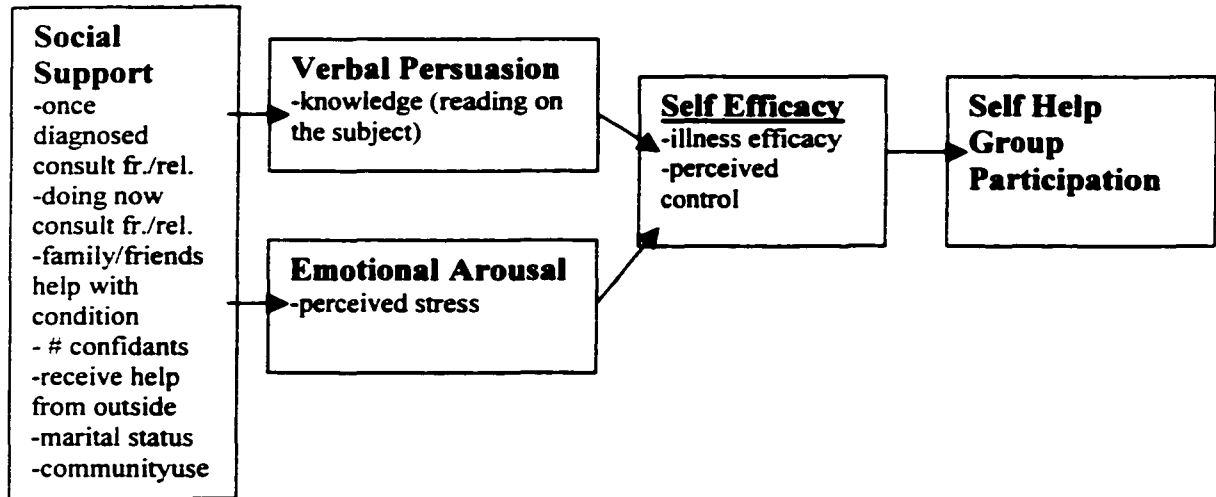 Social
Support
-once
diagnosed
consult fr./rel.
-doing now
consult fr./rel.
-family/friends
help with
condition
- # confidants
-receive help
from outside
-marital status
-communityuse
Verbal Persuasion
-knowledge (reading on
the subject)
Emotional Arousal
-perceived stress
Self Efficacy
-illness efficacy
-perceived
control
Self Help
Group
Participation